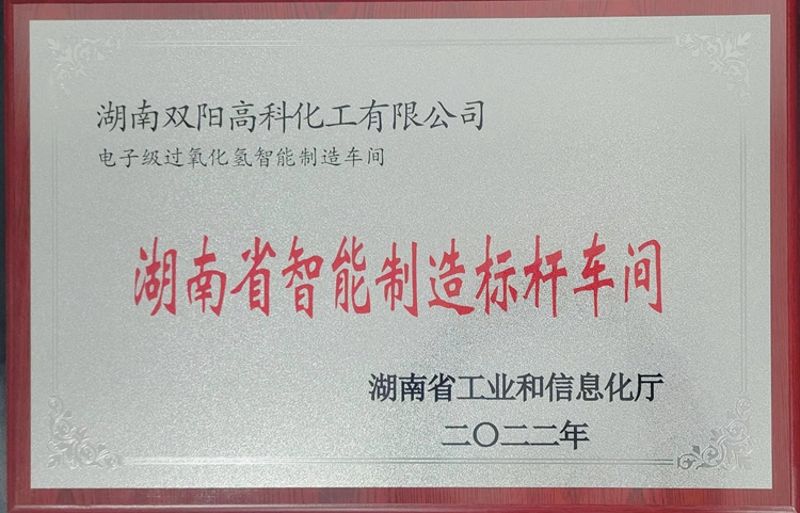 湖南双阳高科化工有限公司
电子级过氧化氢智能制造车间
湖南省智能制造标杆车间
湖南省工业和信息化厅
二〇二二年